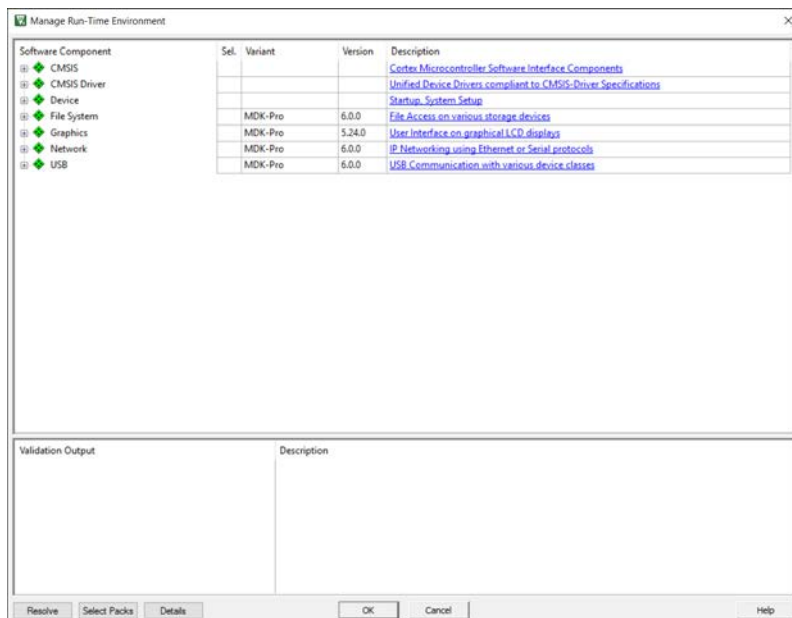 Manage Run-Time Environment
Software Component Sel. Variant Version Description
CMSIS Cortex Microcontroller Software Interface Components
CMSIS Driver Unified Device Drivers compliant to CMSIS-Driver Specifications
Device Startup, System Setup
File System MDK-Pro 6.0.0 File Access on various storage devices
Graphics MDK-Pro 5.24.0 User Interface on graphical LCD displays
Network MDK-Pro 6.0.0 IP Networking using Ethernet or Serial protocols
USB MDK-Pro 6.0.0 USB Communication with various device classes
Validation Output Description
Resolve Select Packs Details OK Cancel Help